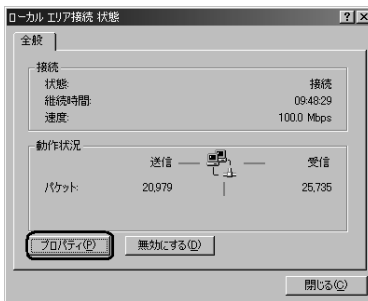 ローカル エリア接続 状態
全般
接続
状態: 接続
継続時間: 09:48:29
速度: 100.0 Mbps
動作状況
送信 受信
パケット: 20,979 25,735
プロパティ(P) 無効にする(D)
閉じる(C)